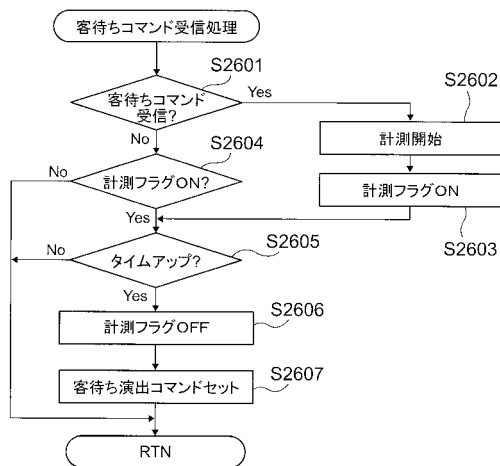 客待ちコマンド受信処理
S2601
客待ちコマンド
受信?
Yes
No
S2602
計測開始
S2604
計測フラグON?
No
Yes
計測フラグON
S2603
S2605
タイムアップ?
No
Yes
S2606
計測フラグOFF
S2607
客待ち演出コマンドセット
RTN